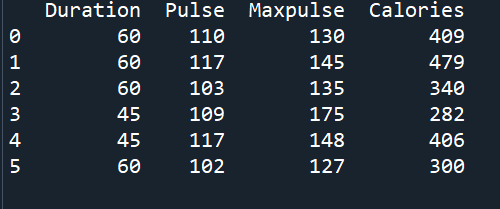 Duration Pulse Maxpulse Calories
0 60 110 130 409
1 60 117 145 479
2 60 103 135 340
3 45 109 175 282
4 45 117 148 406
5 60 102 127 300